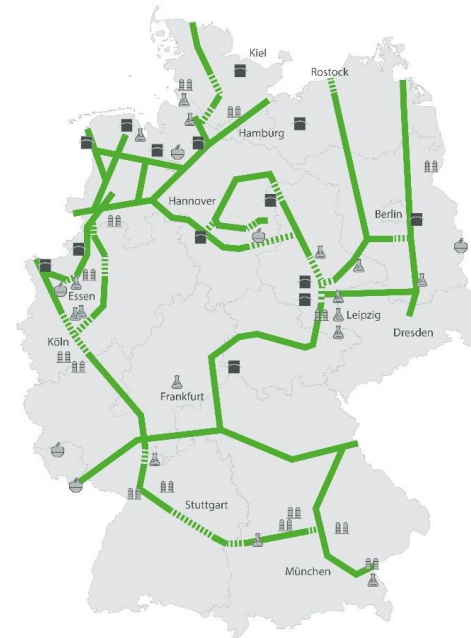 Kiel
Rostock
Hamburg
Hannover
Berlin
Essen
Leipzig
Köln
Dresden
Frankfurt
Stuttgart
München